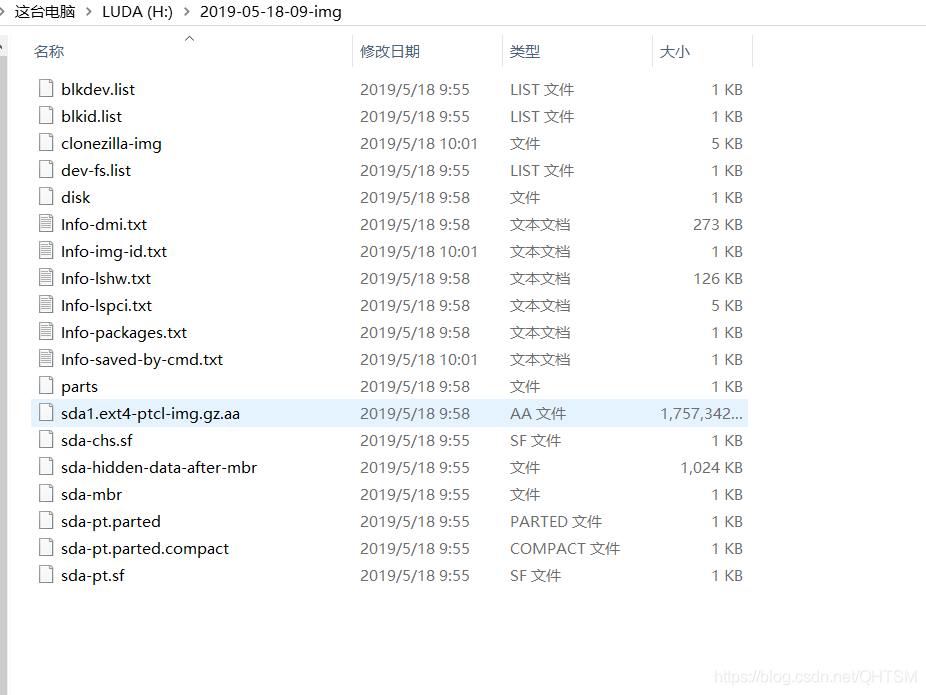 这台电脑 > LUDA (H:) > 2019-05-18-09-img
名称 修改日期 类型 大小
blkdev.list 2019/5/18 9:55 LIST 文件 1 KB
blkid.list 2019/5/18 9:55 LIST 文件 1 KB
clonezilla-img 2019/5/18 10:01 文件 5 KB
dev-fs.list 2019/5/18 9:55 LIST 文件 1 KB
disk 2019/5/18 9:58 文件 1 KB
Info-dmi.txt 2019/5/18 9:58 文本文档 273 KB
Info-img-id.txt 2019/5/18 10:01 文本文档 1 KB
Info-lshw.txt 2019/5/18 9:58 文本文档 126 KB
Info-lspci.txt 2019/5/18 9:58 文本文档 5 KB
Info-packages.txt 2019/5/18 9:58 文本文档 1 KB
Info-saved-by-cmd.txt 2019/5/18 10:01 文本文档 1 KB
parts 2019/5/18 9:58 文件 1 KB
sda1.ext4-ptcl-img.gz.aa 2019/5/18 9:58 AA 文件 1,757,342...
sda-chs.sf 2019/5/18 9:55 SF 文件 1 KB
sda-hidden-data-after-mbr 2019/5/18 9:55 文件 1,024 KB
sda-mbr 2019/5/18 9:55 文件 1 KB
sda-pt.parted 2019/5/18 9:55 PARTED 文件 1 KB
sda-pt.parted.compact 2019/5/18 9:55 COMPACT 文件 1 KB
sda-pt.sf 2019/5/18 9:55 SF 文件 1 KB
https://blog.csdn.net/QHTSM